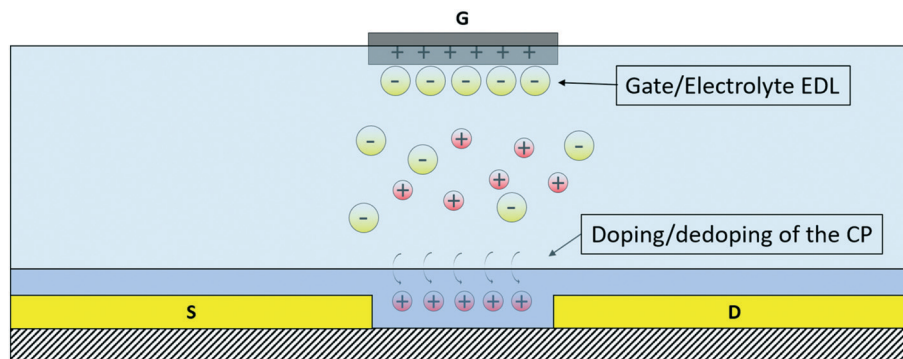 G
+ + + + + +
- - - - -
Gate/Electrolyte EDL
- - + + -
+ + + +
- + -
Doping/dedoping of the CP
+ + + + +
S D